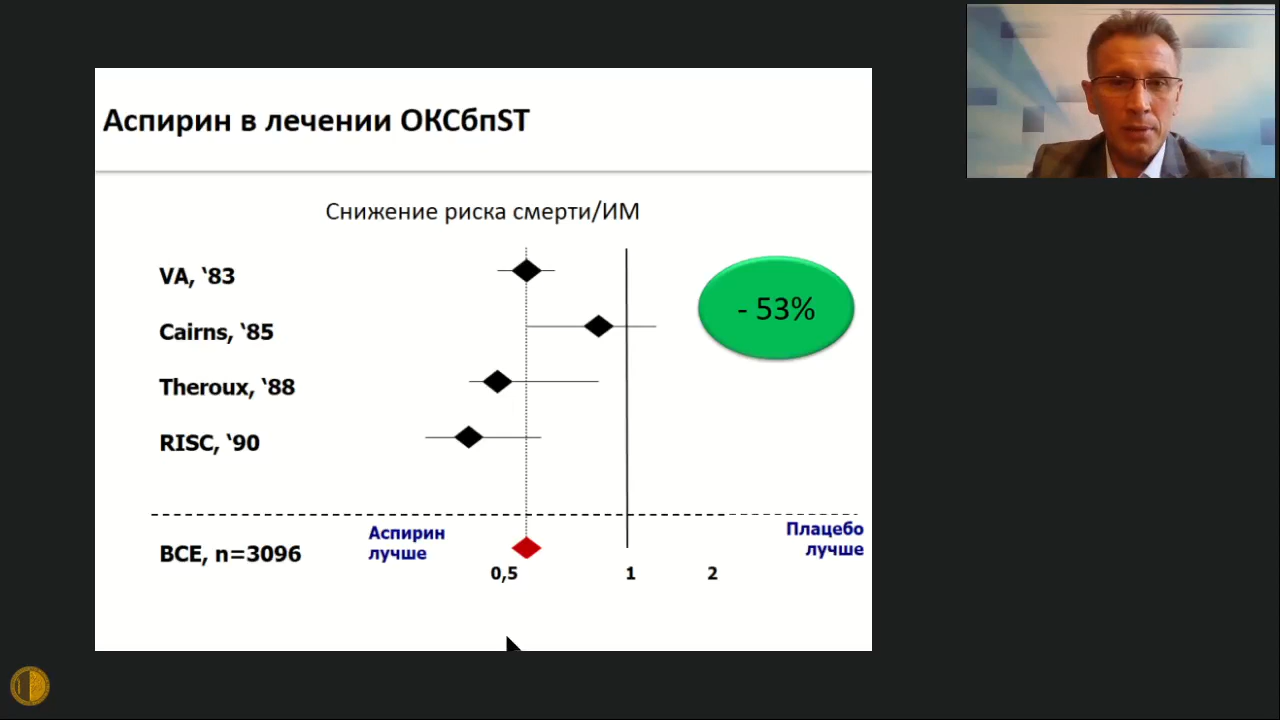 Аспирин в лечении ОКСбпST
Снижение риска смерти/ИМ
VA, ‘83
- 53%
Cairns, ‘85
Theroux, ‘88
RISC, ‘90
Аспирин
лучше
Плацебо
лучше
ВСЕ, n=3096
0,5 1 2